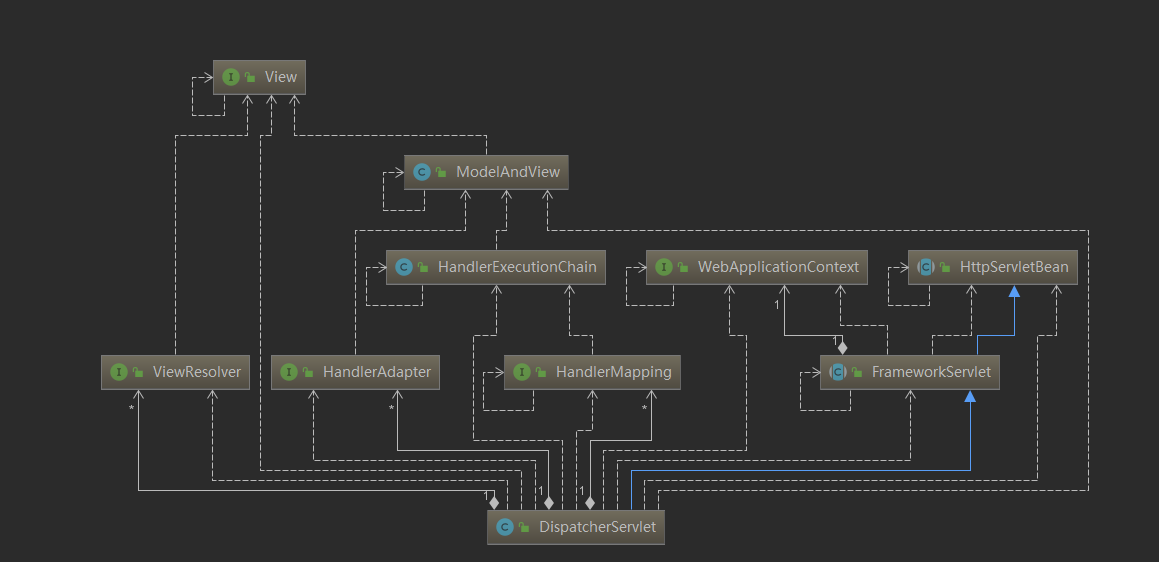 I View
C ModelAndView
C HandlerExecutionChain
I WebApplicationContext
C HttpServletBean
1
1
I ViewResolver
I HandlerAdapter
I HandlerMapping
C FrameworkServlet
*
*
*
1
1
1
C DispatcherServlet